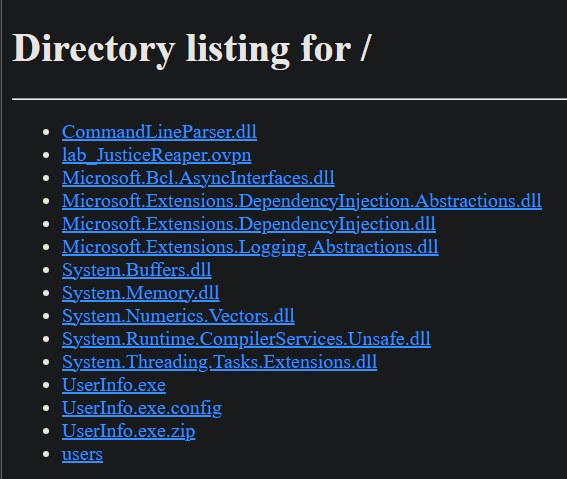 Directory listing for /
CommandLineParser.dll
lab_JusticeReaper.ovpn
Microsoft.Bcl.AsyncInterfaces.dll
Microsoft.Extensions.DependencyInjection.Abstractions.dll
Microsoft.Extensions.DependencyInjection.dll
Microsoft.Extensions.Logging.Abstractions.dll
System.Buffers.dll
System.Memory.dll
System.Numerics.Vectors.dll
System.Runtime.CompilerServices.Unsafe.dll
System.Threading.Tasks.Extensions.dll
UserInfo.exe
UserInfo.exe.config
UserInfo.exe.zip
users